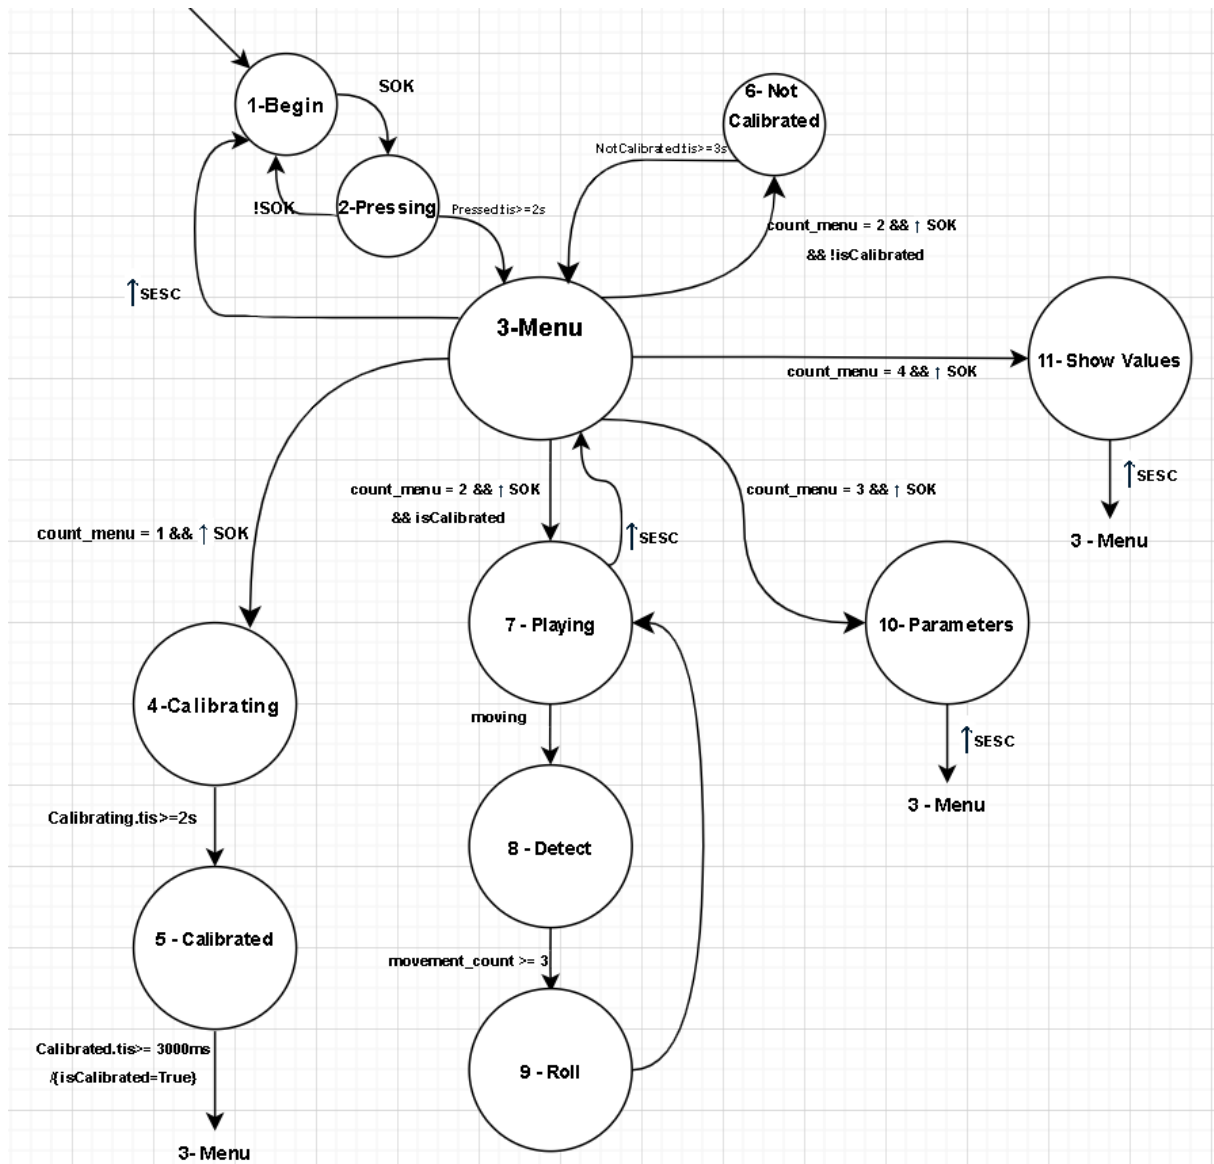 SOK
1-Begin
6- Not
Calibrated
NotCalibrated.tis>=3s
!SOK
2-Pressing
Pressed.tis>=2s
count_menu = 2 && ↑ SOK
&& !isCalibrated
↑SESC
3-Menu
count_menu = 4 && ↑ SOK
11- Show Values
↑SESC
3 - Menu
count_menu = 2 && ↑ SOK
&& isCalibrated
count_menu = 3 && ↑ SOK
count_menu = 1 && ↑ SOK
↑SESC
7 - Playing
10- Parameters
4-Calibrating
moving
↑SESC
3 - Menu
Calibrating.tis>=2s
8 - Detect
5 - Calibrated
movement_count >= 3
Calibrated.tis>= 3000ms
/{isCalibrated=True}
9 - Roll
3- Menu